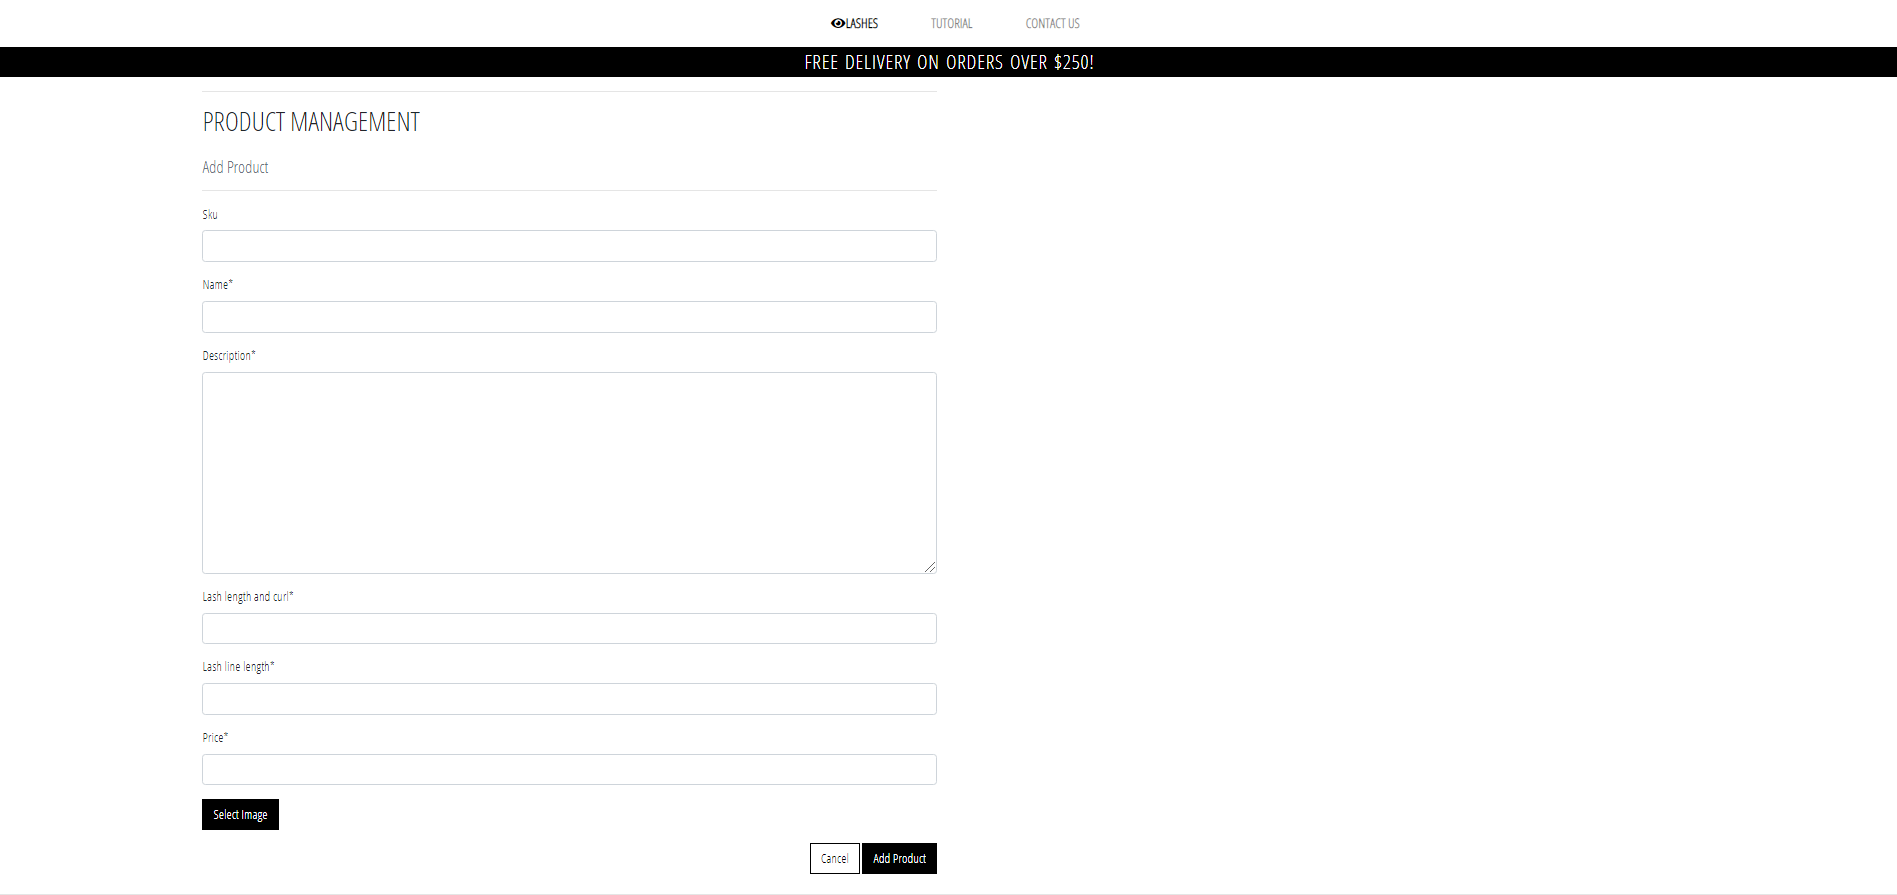 LASHES TUTORIAL CONTACT US
FREE DELIVERY ON ORDERS OVER $250!
PRODUCT MANAGEMENT
Add Product
Sku
Name*
Description*
Lash length and curl*
Lash line length*
Price*
Select Image
Cancel Add Product